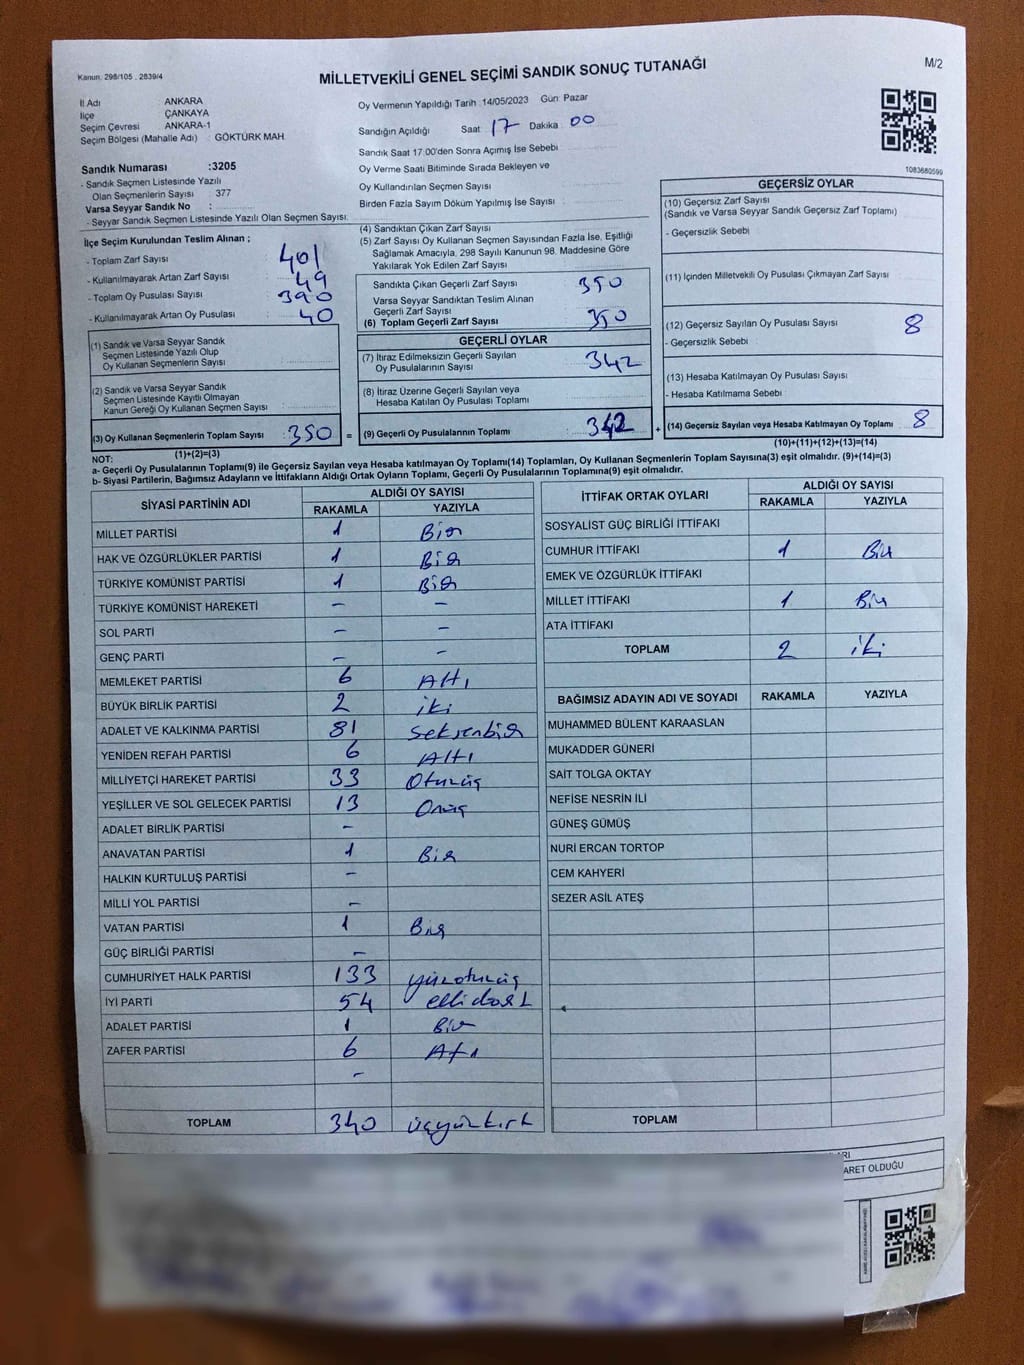 Kanun. 298/105 . 2839/4
MİLLETVEKİLİ GENEL SEÇİMİ SANDIK SONUÇ TUTANAĞI
M/2
İl Adı ANKARA
İlçe ÇANKAYA
Seçim Çevresi ANKARA-1
Seçim Bölgesi (Mahalle Adı) : GÖKTÜRK MAH.
Oy Vermenin Yapıldığı Tarih : 14/05/2023 Gün: Pazar
Sandığın Açıldığı Saat 17 Dakika 00
Sandık Saat 17:00'den Sonra Açımış İse Sebebi
Oy Verme Saati Bitiminde Sırada Bekleyen ve
Oy Kullandırılan Seçmen Sayısı
Birden Fazla Sayım Döküm Yapılmış İse Sayısı :
1083680599
Sandık Numarası :3205
- Sandık Seçmen Listesinde Yazılı
Olan Seçmenlerin Sayısı : 377
Varsa Seyyar Sandık No :
- Seyyar Sandık Seçmen Listesinde Yazılı Olan Seçmen Sayısı:
İlçe Seçim Kurulundan Teslim Alınan ;
- Toplam Zarf Sayısı : 401
- Kullanılmayarak Artan Zarf Sayısı : 49
- Toplam Oy Pusulası Sayısı : 390
- Kullanılmayarak Artan Oy Pusulası : 40
(1) Sandık ve Varsa Seyyar Sandık
Seçmen Listesinde Yazılı Olup
Oy Kullanan Seçmenlerin Sayısı :
(2) Sandık ve Varsa Seyyar Sandık
Seçmen Listesinde Kayıtlı Olmayan
Kanun Gereği Oy Kullanan Seçmen Sayısı :
(3) Oy Kullanan Seçmenlerin Toplam Sayısı : 350 =
(1)+(2)=(3)
(4) Sandıktan Çıkan Zarf Sayısı :
(5) Zarf Sayısı Oy Kullanan Seçmen Sayısından Fazla İse, Eşitliği
Sağlamak Amacıyla, 298 Sayılı Kanunun 98. Maddesine Göre
Yakılarak Yok Edilen Zarf Sayısı :
Sandıkta Çıkan Geçerli Zarf Sayısı : 350
Varsa Seyyar Sandıktan Teslim Alınan
Geçerli Zarf Sayısı :
(6) Toplam Geçerli Zarf Sayısı : 350
GEÇERLİ OYLAR
(7) İtiraz Edilmeksizin Geçerli Sayılan
Oy Pusulalarının Sayısı : 342
(8) İtiraz Üzerine Geçerli Sayılan veya
Hesaba Katılan Oy Pusulası Toplamı :
(9) Geçerli Oy Pusulalarının Toplamı : 342 +
GEÇERSİZ OYLAR
(10) Geçersiz Zarf Sayısı
(Sandık ve Varsa Seyyar Sandık Geçersiz Zarf Toplamı)
- Geçersizlik Sebebi
(11) İçinden Milletvekili Oy Pusulası Çıkmayan Zarf Sayısı
(12) Geçersiz Sayılan Oy Pusulası Sayısı 8
- Geçersizlik Sebebi :
(13) Hesaba Katılmayan Oy Pusulası Sayısı
- Hesaba Katılmama Sebebi
(14) Geçersiz Sayılan veya Hesaba Katılmayan Oy Toplamı : 8
(10)+(11)+(12)+(13)=(14)
NOT:
a- Geçerli Oy Pusulalarının Toplamı(9) ile Geçersiz Sayılan veya Hesaba katılmayan Oy Toplamı(14) Toplamları, Oy Kullanan Seçmenlerin Toplam Sayısına(3) eşit olmalıdır. (9)+(14)=(3)
b- Siyasi Partilerin, Bağımsız Adayların ve İttifakların Aldığı Ortak Oyların Toplamı, Geçerli Oy Pusulalarının Toplamına(9) eşit olmalıdır.
SİYASİ PARTİNİN ADI ALDIĞI OY SAYISI
RAKAMLA YAZIYLA
MİLLET PARTİSİ 1 Bir
HAK VE ÖZGÜRLÜKLER PARTİSİ 1 Bir
TÜRKİYE KOMÜNİST PARTİSİ 1 Bir
TÜRKİYE KOMÜNİST HAREKETİ – –
SOL PARTİ – –
GENÇ PARTİ – –
MEMLEKET PARTİSİ 6 Altı
BÜYÜK BİRLİK PARTİSİ 2 iki
ADALET VE KALKINMA PARTİSİ 81 Seksenbir
YENİDEN REFAH PARTİSİ 6 Altı
MİLLİYETÇİ HAREKET PARTİSİ 33 Otuzüç
YEŞİLLER VE SOL GELECEK PARTİSİ 13 Onüç
ADALET BİRLİK PARTİSİ –
ANAVATAN PARTİSİ 1 Bir
HALKIN KURTULUŞ PARTİSİ –
MİLLİ YOL PARTİSİ –
VATAN PARTİSİ 1 Bir
GÜÇ BİRLİĞİ PARTİSİ –
CUMHURİYET HALK PARTİSİ 133 yüzotuzüç
İYİ PARTİ 54 ellidört
ADALET PARTİSİ 1 Bir
ZAFER PARTİSİ 6 Altı
–
TOPLAM 340 üçyüzkırk
İTTİFAK ORTAK OYLARI ALDIĞI OY SAYISI
RAKAMLA YAZIYLA
SOSYALİST GÜÇ BİRLİĞİ İTTİFAKI
CUMHUR İTTİFAKI 1 Bir
EMEK VE ÖZGÜRLÜK İTTİFAKI
MİLLET İTTİFAKI 1 Bir
ATA İTTİFAKI
TOPLAM 2 iki
BAĞIMSIZ ADAYIN ADI VE SOYADI RAKAMLA YAZIYLA
MUHAMMED BÜLENT KARAASLAN
MUKADDER GÜNERİ
SAİT TOLGA OKTAY
NEFİSE NESRİN İLİ
GÜNEŞ GÜMÜŞ
NURİ ERCAN TORTOP
CEM KAHYERİ
SEZER ASİL ATEŞ
TOPLAM
ARET OLDUĞU